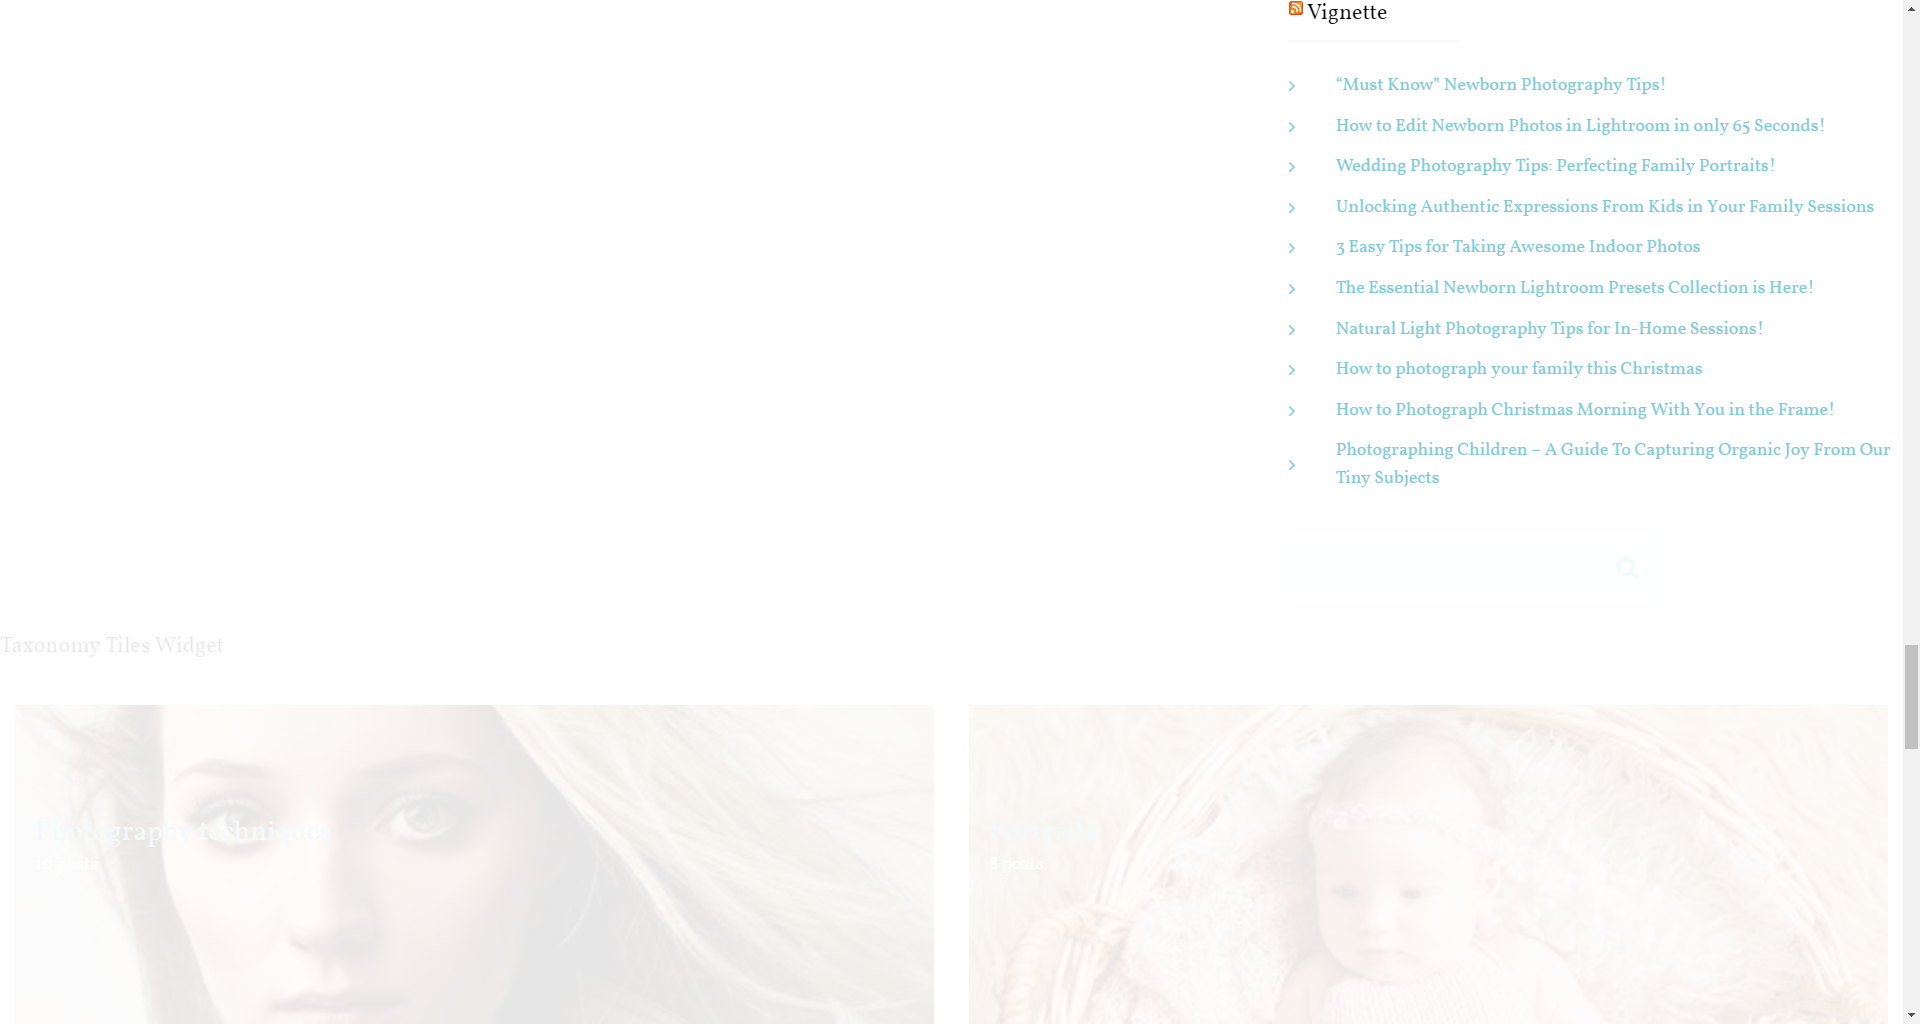 Vignette
“Must Know” Newborn Photography Tips!
How to Edit Newborn Photos in Lightroom in only 65 Seconds!
Wedding Photography Tips: Perfecting Family Portraits!
Unlocking Authentic Expressions From Kids in Your Family Sessions
3 Easy Tips for Taking Awesome Indoor Photos
The Essential Newborn Lightroom Presets Collection is Here!
Natural Light Photography Tips for In-Home Sessions!
How to photograph your family this Christmas
How to Photograph Christmas Morning With You in the Frame!
Photographing Children – A Guide To Capturing Organic Joy From Our
Tiny Subjects
Taxonomy Tiles Widget
Photography techniques
10 posts
8 posts